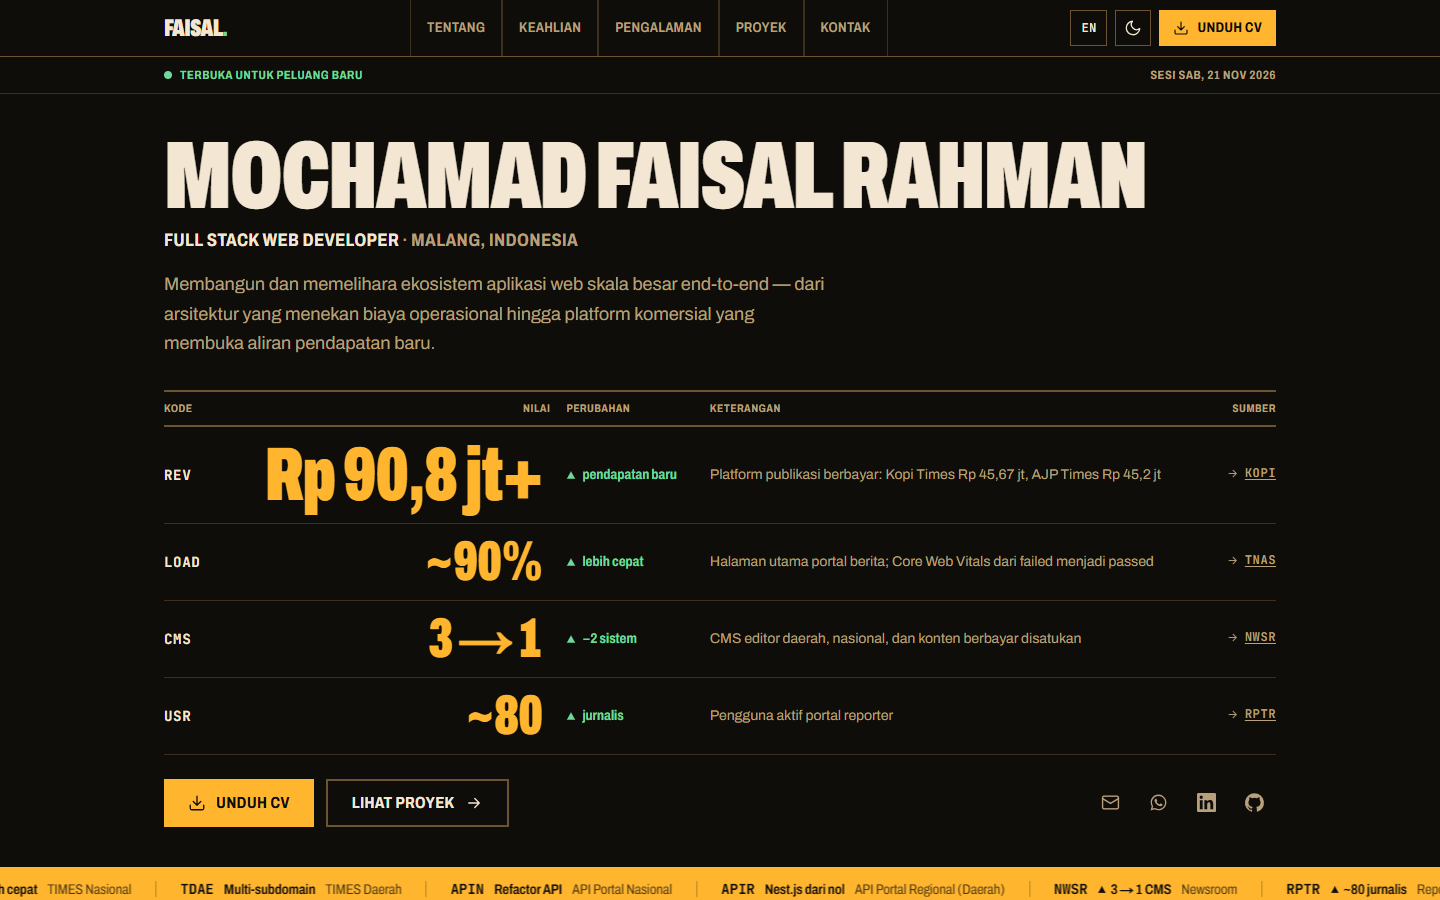 FAISAL.
TENTANG
KEAHLIAN
PENGALAMAN
PROYEK
KONTAK
EN
UNDUH CV
TERBUKA UNTUK PELUANG BARU
SESI SAB, 21 NOV 2026
MOCHAMAD FAISAL RAHMAN
FULL STACK WEB DEVELOPER · MALANG, INDONESIA
Membangun dan memelihara ekosistem aplikasi web skala besar end-to-end — dari
arsitektur yang menekan biaya operasional hingga platform komersial yang
membuka aliran pendapatan baru.
KODE NILAI PERUBAHAN KETERANGAN SUMBER
REV Rp 90,8 jt+ ▲ pendapatan baru Platform publikasi berbayar: Kopi Times Rp 45,67 jt, AJP Times Rp 45,2 jt → KOPI
LOAD ~90% ▲ lebih cepat Halaman utama portal berita; Core Web Vitals dari failed menjadi passed → TNAS
CMS 3→1 ▲ −2 sistem CMS editor daerah, nasional, dan konten berbayar disatukan → NWSR
USR ~80 ▲ jurnalis Pengguna aktif portal reporter → RPTR
UNDUH CV
LIHAT PROYEK →
h cepat TIMES Nasional TDAE Multi-subdomain TIMES Daerah APIN Refactor API API Portal Nasional APIR Nest.js dari nol API Portal Regional (Daerah) NWSR ▲ 3→1 CMS Newsroom RPTR ▲ ~80 jurnalis Repo